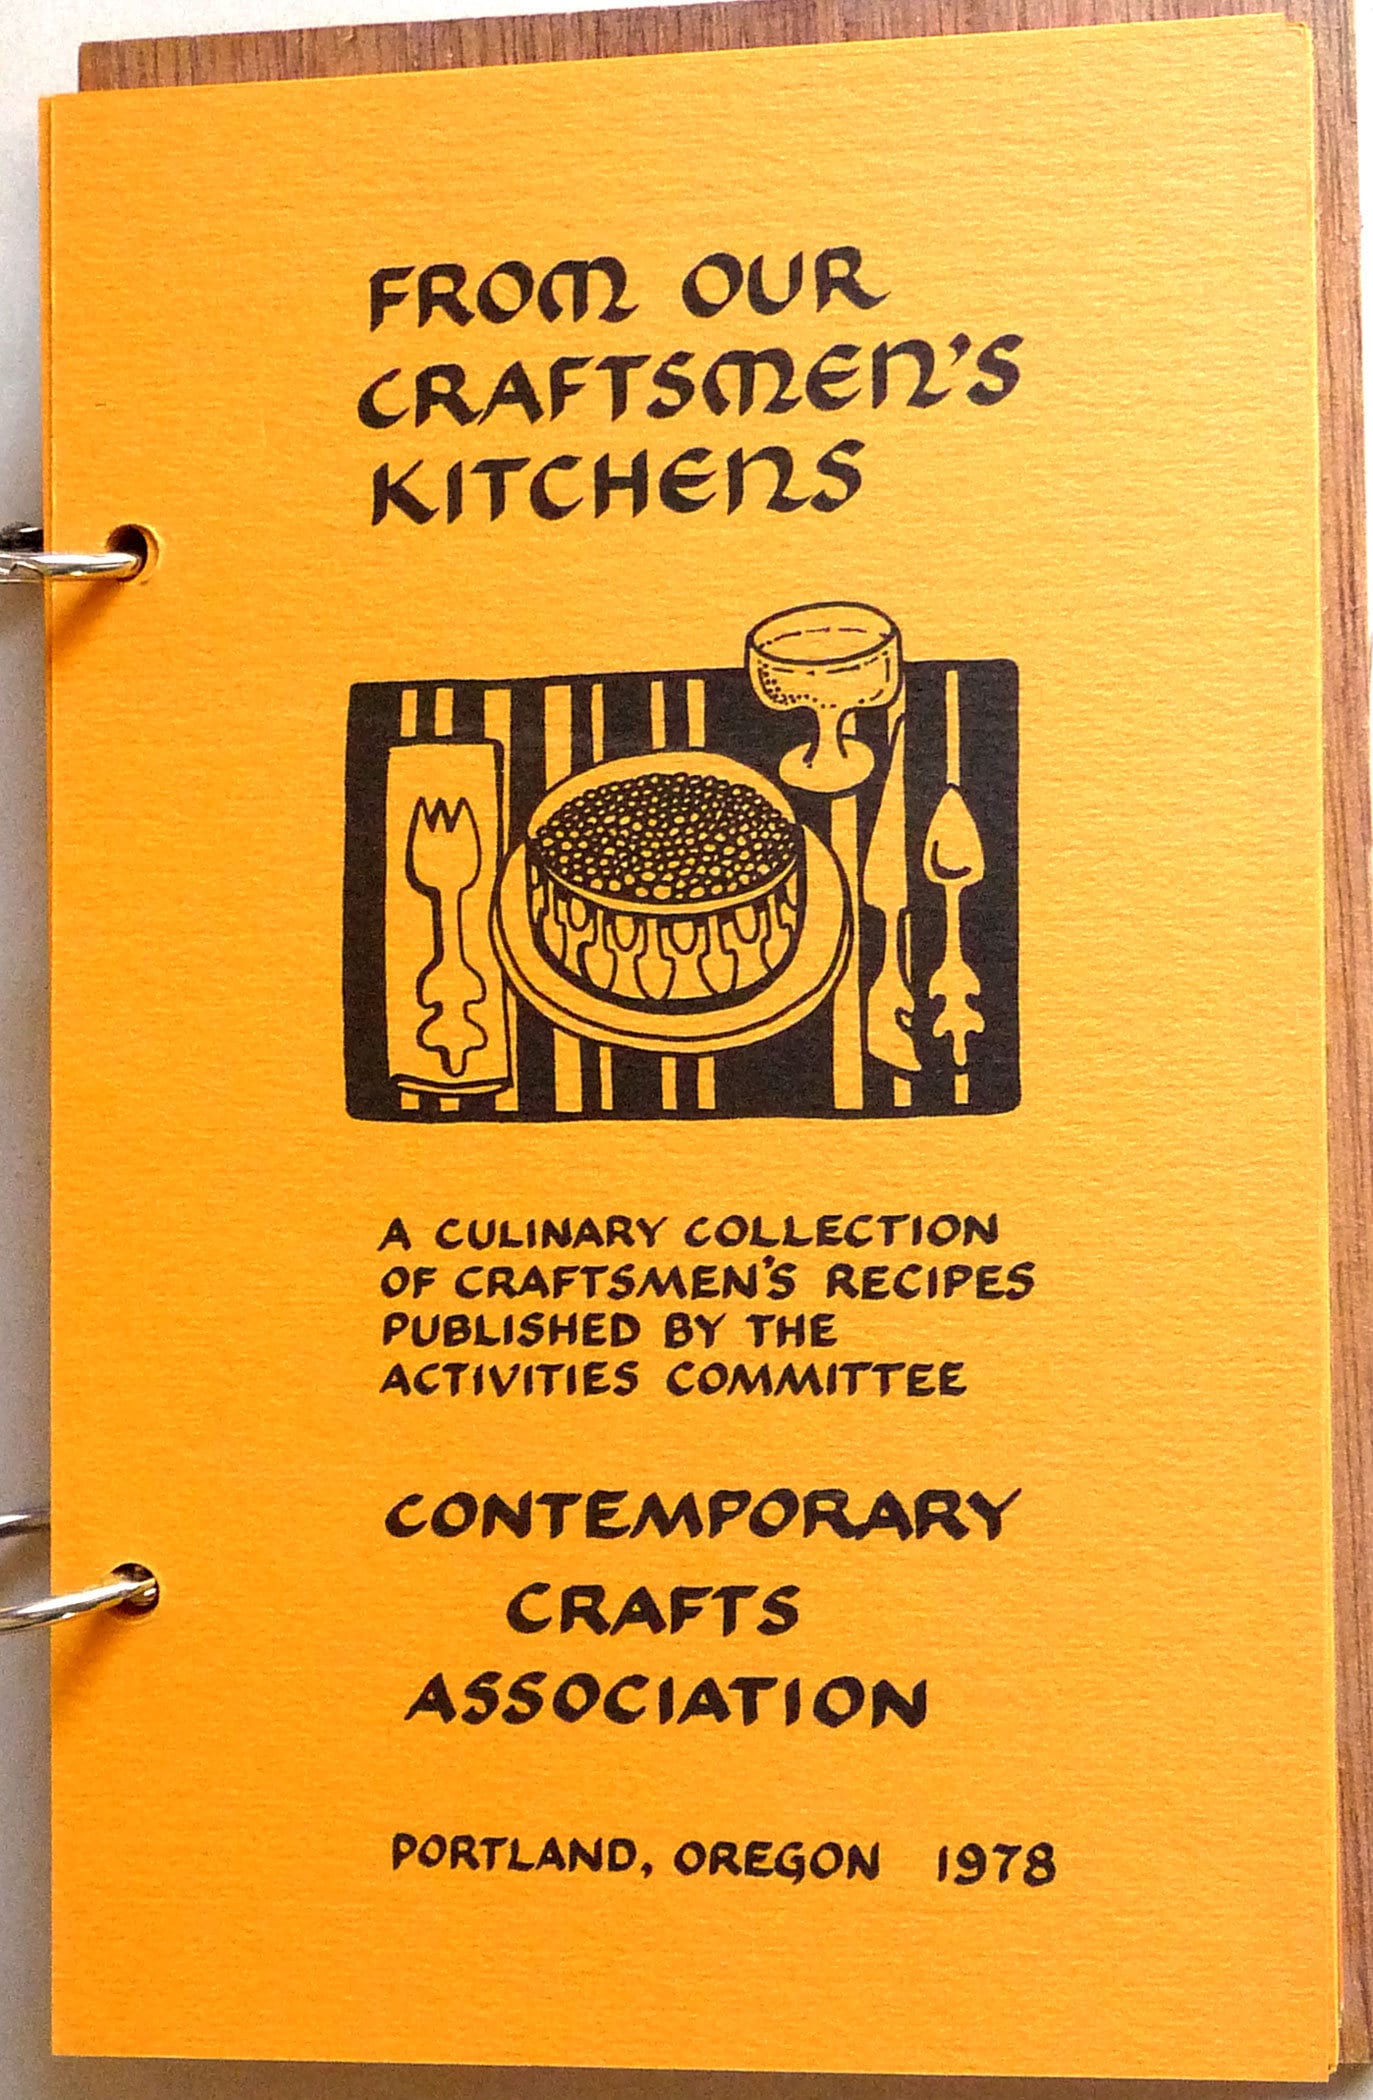 FROM OUR
CRAFTSMEN'S
KITCHENS
A CULINARY COLLECTION
OF CRAFTSMEN'S RECIPES
PUBLISHED BY THE
ACTIVITIES COMMITTEE
CONTEMPORARY
CRAFTS
ASSOCIATION
PORTLAND, OREGON 1978